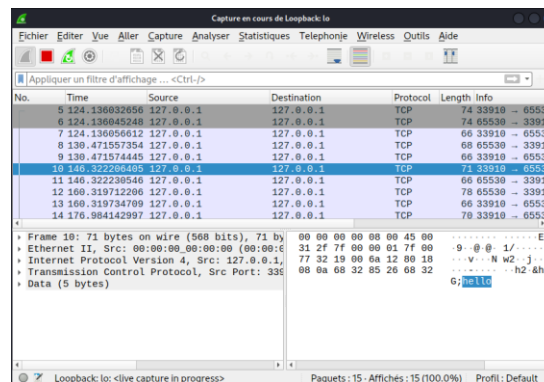 Capture en cours de Loopback: lo
Fichier Editer Vue Aller Capture Analyser Statistiques Telephonie Wireless Outils Aide
Appliquer un filtre d'affichage … <Ctrl-/>
No. Time Source Destination Protocol Length Info
5 124.136032656 127.0.0.1 127.0.0.1 TCP 74 33910 → 6553
6 124.136045248 127.0.0.1 127.0.0.1 TCP 74 65530 → 3391
7 124.136056612 127.0.0.1 127.0.0.1 TCP 66 33910 → 6553
8 130.471557354 127.0.0.1 127.0.0.1 TCP 68 65530 → 3391
9 130.471574445 127.0.0.1 127.0.0.1 TCP 66 33910 → 6553
10 146.322206405 127.0.0.1 127.0.0.1 TCP 71 33910 → 6553
11 146.322230546 127.0.0.1 127.0.0.1 TCP 66 65530 → 3391
12 160.319712206 127.0.0.1 127.0.0.1 TCP 78 65530 → 3391
13 160.319734709 127.0.0.1 127.0.0.1 TCP 66 33910 → 6553
14 176.984142997 127.0.0.1 127.0.0.1 TCP 70 33910 → 6553
Frame 10: 71 bytes on wire (568 bits), 71 by
Ethernet II, Src: 00:00:00_00:00:00 (00:00:0
Internet Protocol Version 4, Src: 127.0.0.1,
Transmission Control Protocol, Src Port: 339
Data (5 bytes)
00 00 00 00 08 00 45 00 ········ ······E·
31 2f 7f 00 00 01 7f 00 ·9··@·@· 1/······
77 32 19 00 6a 12 80 18
08 0a 68 32 85 26 68 32
G;hello
Loopback: lo: <live capture in progress> Paquets : 15 · Affichés : 15 (100.0%) Profil : Default